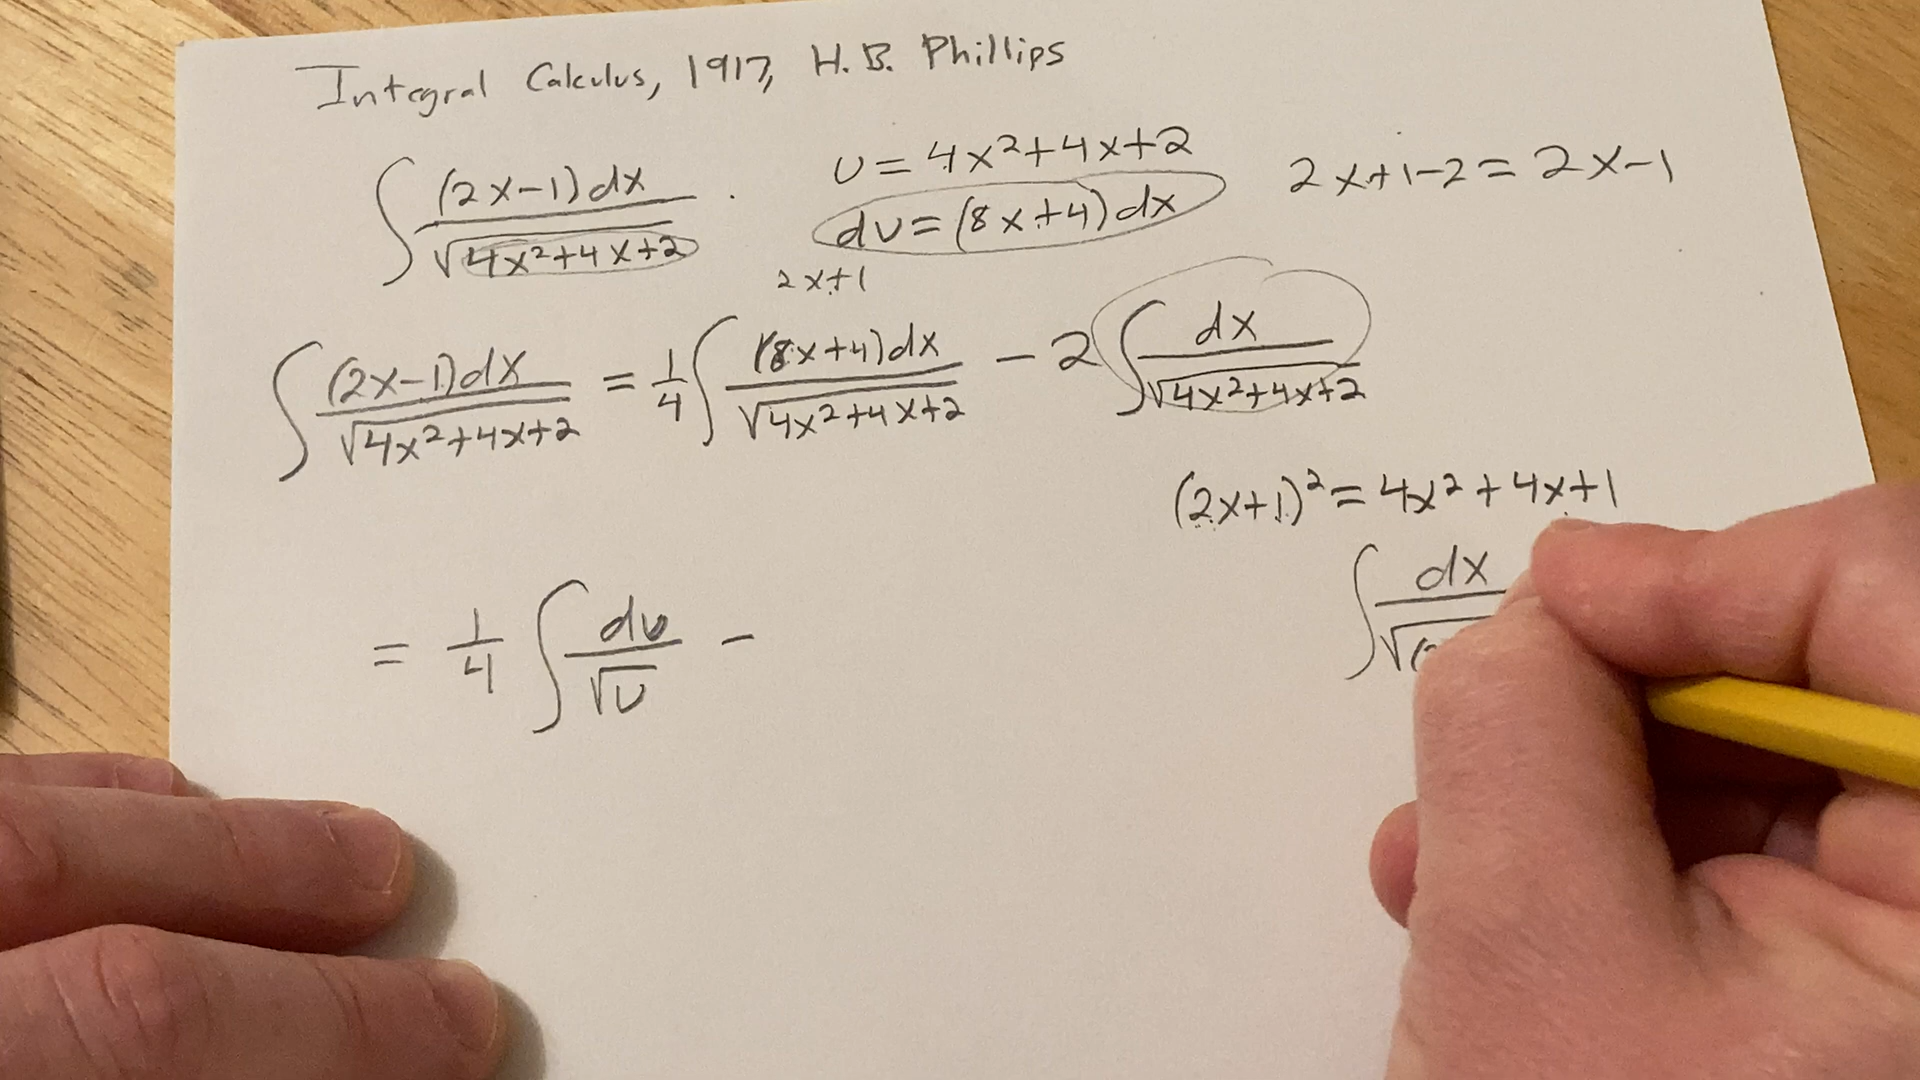 Integral Calculus, 1917, H. B. Phillips
∫ (2x-1)dx / √4x²+4x+2 . u = 4x²+4x+2 2x+1-2 = 2x-1
du = (8x+4)dx
2x+1
∫ (2x-1)dx / √4x²+4x+2 = 1/4 ∫ (8x+4)dx / √4x²+4x+2 - 2 ∫ dx / √4x²+4x+2
(2x+1)² = 4x²+4x+1
= 1/4 ∫ du / √u - ∫ dx / √(